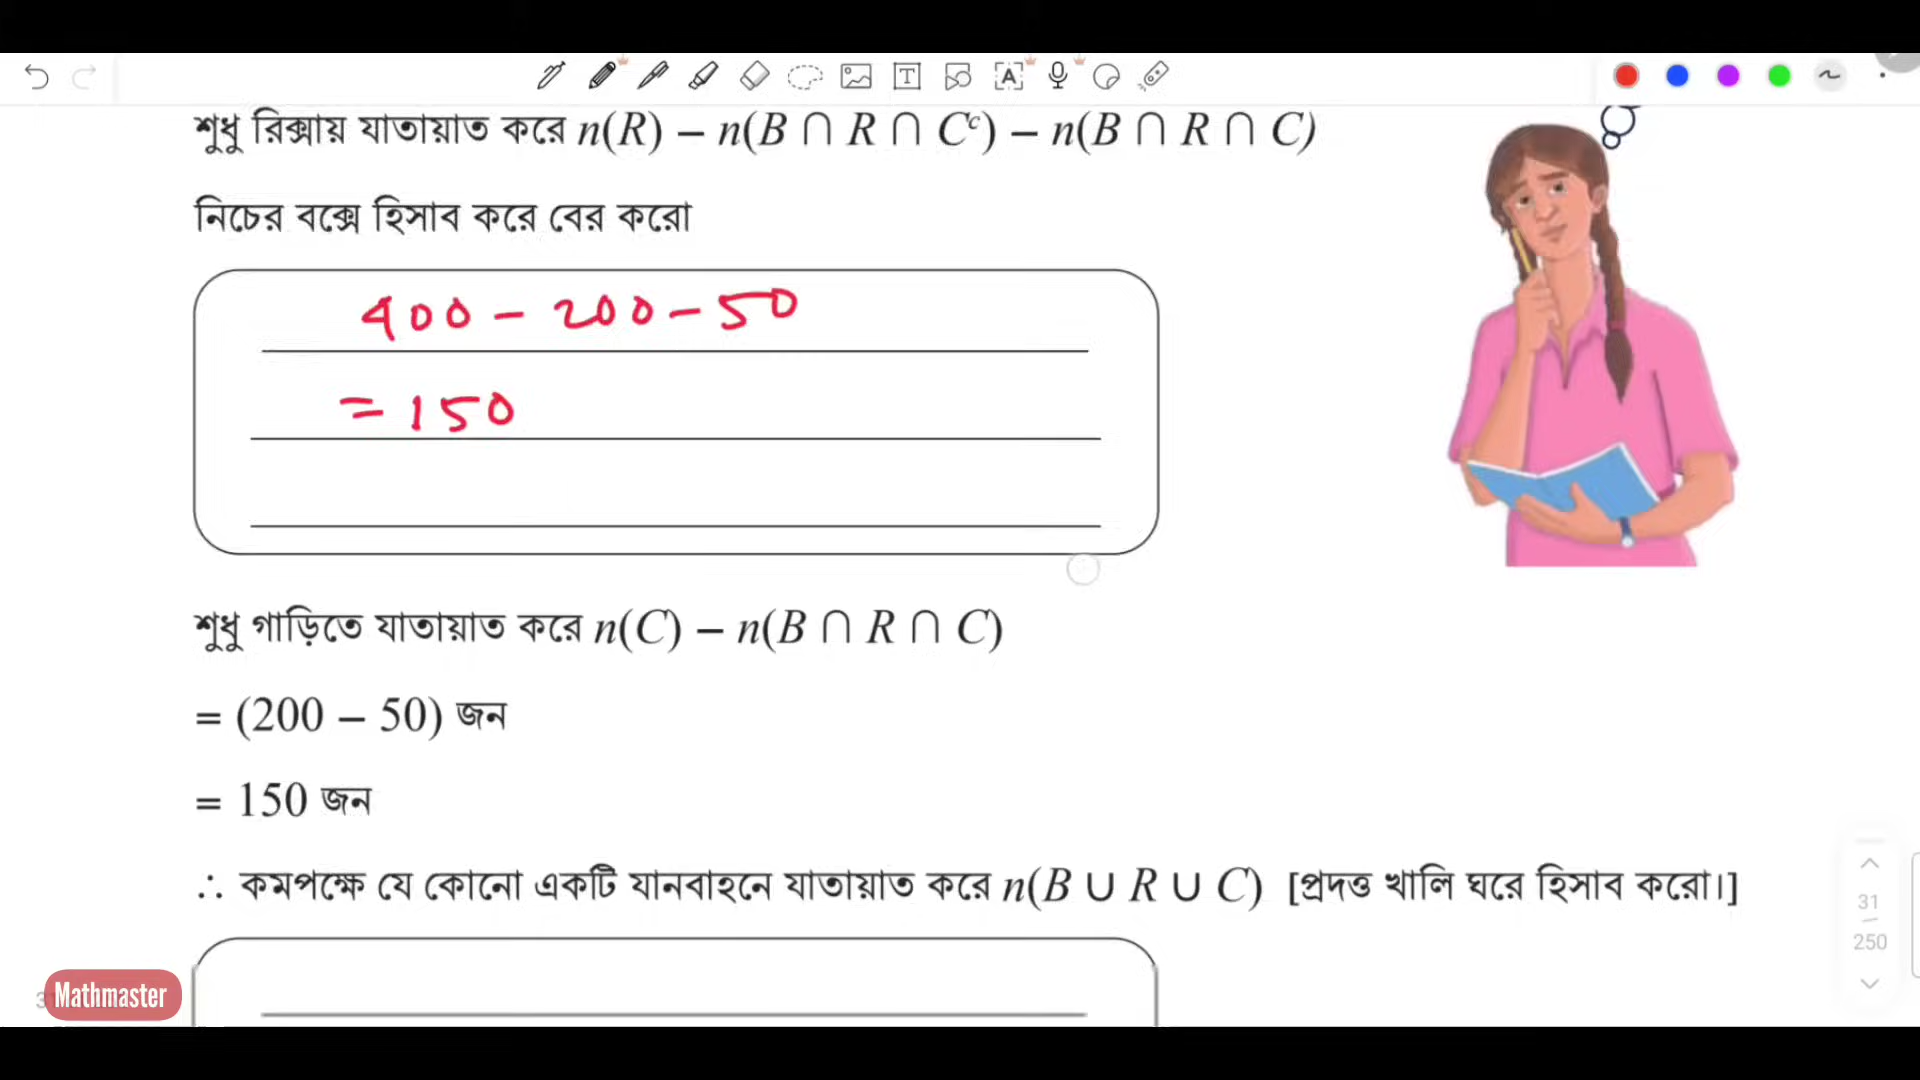 শুধু রিক্সায় যাতায়াত করে n(R) − n(B ∩ R ∩ Cᶜ) − n(B ∩ R ∩ C)
নিচের বক্সে হিসাব করে বের করো
400 − 200 − 50
= 150
শুধু গাড়িতে যাতায়াত করে n(C) − n(B ∩ R ∩ C)
= (200 − 50) জন
= 150 জন
∴ কমপক্ষে যে কোনো একটি যানবাহনে যাতায়াত করে n(B ∪ R ∪ C) [প্রদত্ত খালি ঘরে হিসাব করো।]
31
250
Mathmaster